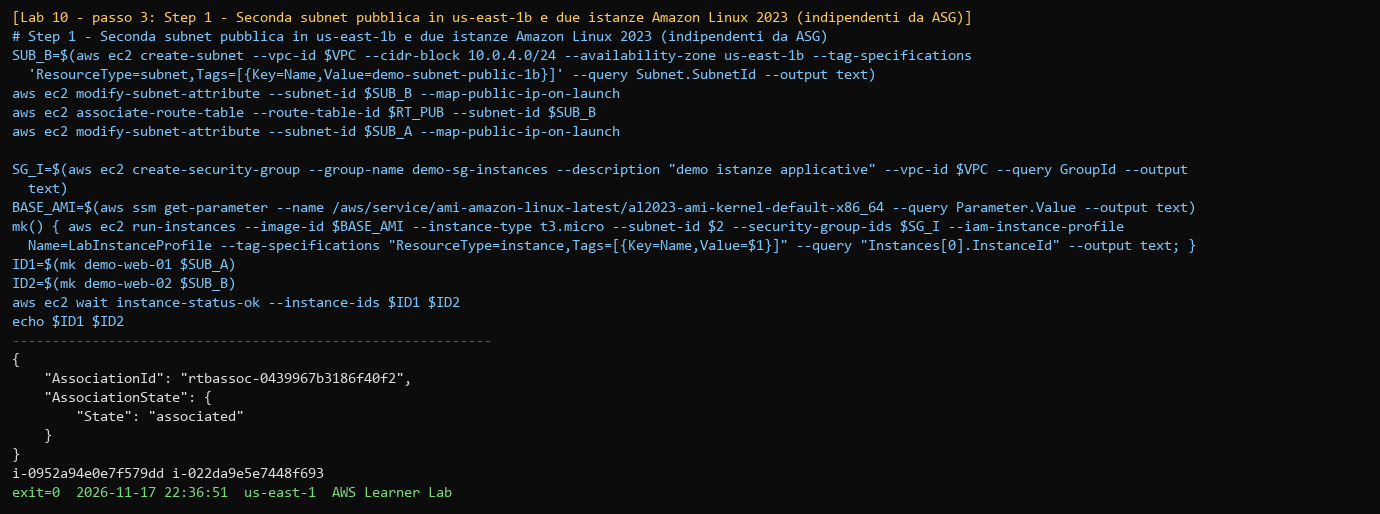 [Lab 10 - passo 3: Step 1 - Seconda subnet pubblica in us-east-1b e due istanze Amazon Linux 2023 (indipendenti da ASG)]
# Step 1 - Seconda subnet pubblica in us-east-1b e due istanze Amazon Linux 2023 (indipendenti da ASG)
SUB_B=$(aws ec2 create-subnet --vpc-id $VPC --cidr-block 10.0.4.0/24 --availability-zone us-east-1b --tag-specifications
  'ResourceType=subnet,Tags=[{Key=Name,Value=demo-subnet-public-1b}]' --query Subnet.SubnetId --output text)
aws ec2 modify-subnet-attribute --subnet-id $SUB_B --map-public-ip-on-launch
aws ec2 associate-route-table --route-table-id $RT_PUB --subnet-id $SUB_B
aws ec2 modify-subnet-attribute --subnet-id $SUB_A --map-public-ip-on-launch

SG_I=$(aws ec2 create-security-group --group-name demo-sg-instances --description "demo istanze applicative" --vpc-id $VPC --query GroupId --output
  text)
BASE_AMI=$(aws ssm get-parameter --name /aws/service/ami-amazon-linux-latest/al2023-ami-kernel-default-x86_64 --query Parameter.Value --output text)
mk() { aws ec2 run-instances --image-id $BASE_AMI --instance-type t3.micro --subnet-id $2 --security-group-ids $SG_I --iam-instance-profile
  Name=LabInstanceProfile --tag-specifications "ResourceType=instance,Tags=[{Key=Name,Value=$1}]" --query "Instances[0].InstanceId" --output text; }
ID1=$(mk demo-web-01 $SUB_A)
ID2=$(mk demo-web-02 $SUB_B)
aws ec2 wait instance-status-ok --instance-ids $ID1 $ID2
echo $ID1 $ID2
------------------------------------------------------------
{
    "AssociationId": "rtbassoc-0439967b3186f40f2",
    "AssociationState": {
        "State": "associated"
    }
}
i-0952a94e0e7f579dd i-022da9e5e7448f693
exit=0  2026-11-17 22:36:51  us-east-1  AWS Learner Lab